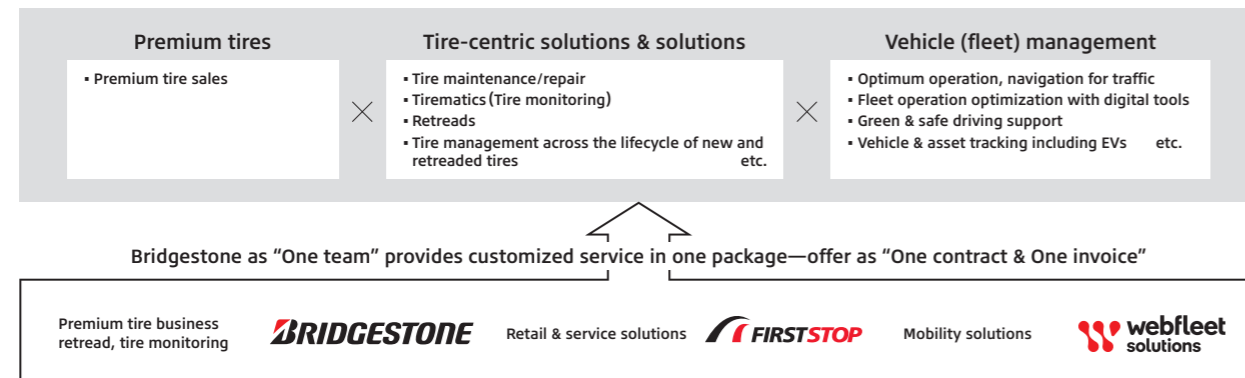 Premium tires
▪ Premium tire sales
×
Tire-centric solutions & solutions
▪ Tire maintenance/repair
▪ Tirematics (Tire monitoring)
▪ Retreads
▪ Tire management across the lifecycle of new and
retreaded tires etc.
×
Vehicle (fleet) management
▪ Optimum operation, navigation for traffic
▪ Fleet operation optimization with digital tools
▪ Green & safe driving support
▪ Vehicle & asset tracking including EVs etc.
Bridgestone as “One team” provides customized service in one package—offer as “One contract & One invoice”
Premium tire business
retread, tire monitoring
BRIDGESTONE
Retail & service solutions
FIRSTSTOP
Mobility solutions
webfleet
solutions